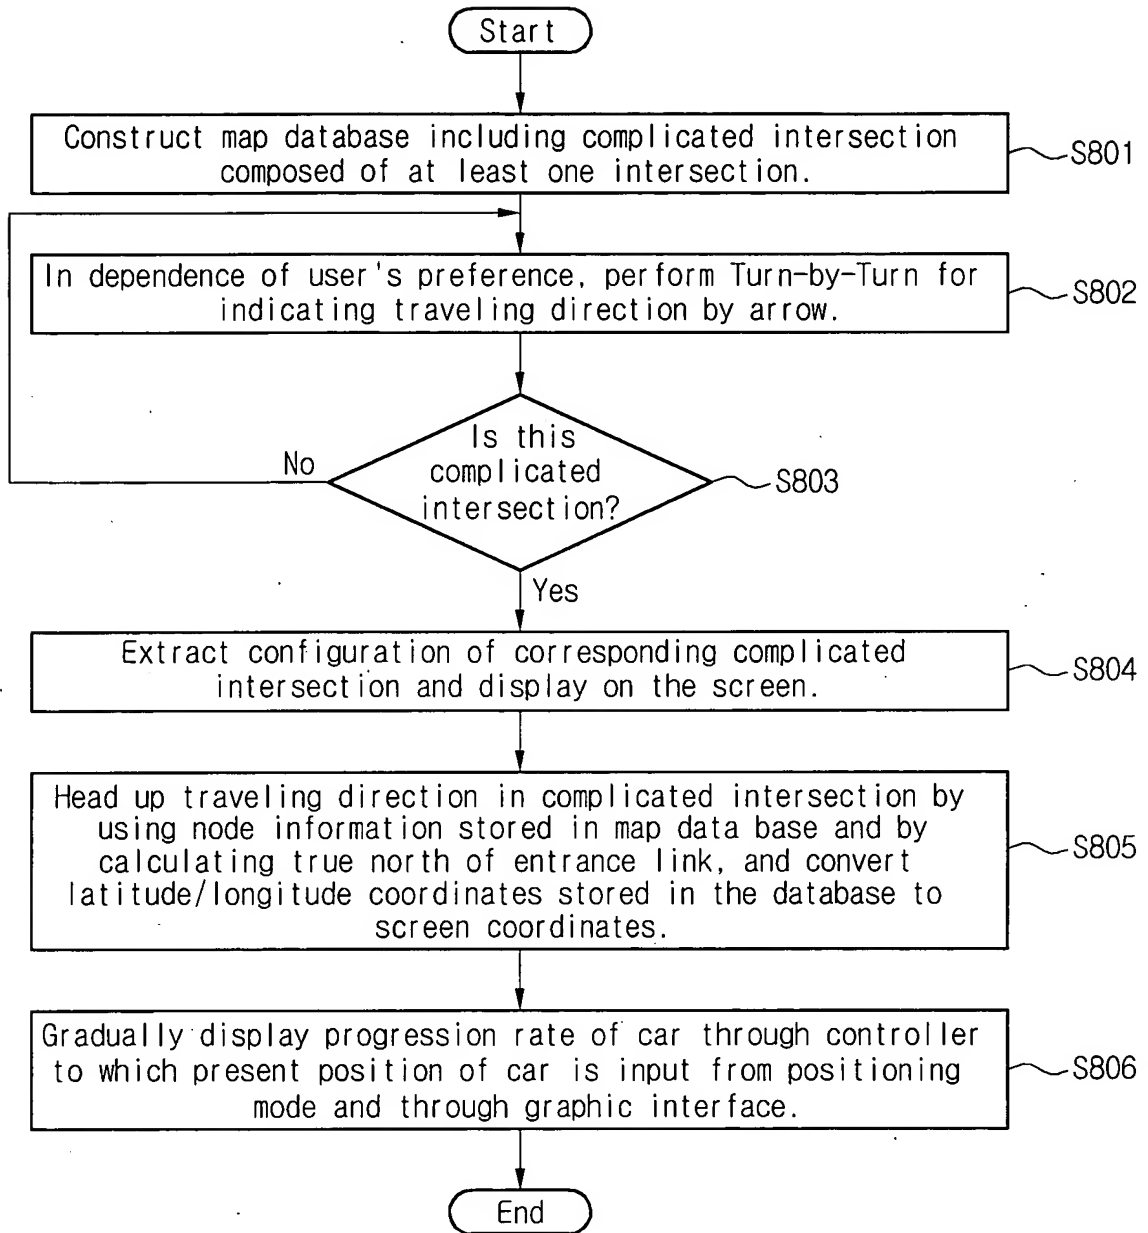 Start
Construct map database including complicated intersection
composed of at least one intersection.
S801
In dependence of user's preference, perform Turn-by-Turn for
indicating traveling direction by arrow.
S802
Is this
complicated
intersection?
S803
No
Yes
Extract configuration of corresponding complicated
intersection and display on the screen.
S804
Head up traveling direction in complicated intersection by
using node information stored in map data base and by
calculating true north of entrance link, and convert
latitude/longitude coordinates stored in the database to
screen coordinates.
S805
Gradually display progression rate of car through controller
to which present position of car is input from positioning
mode and through graphic interface.
S806
End